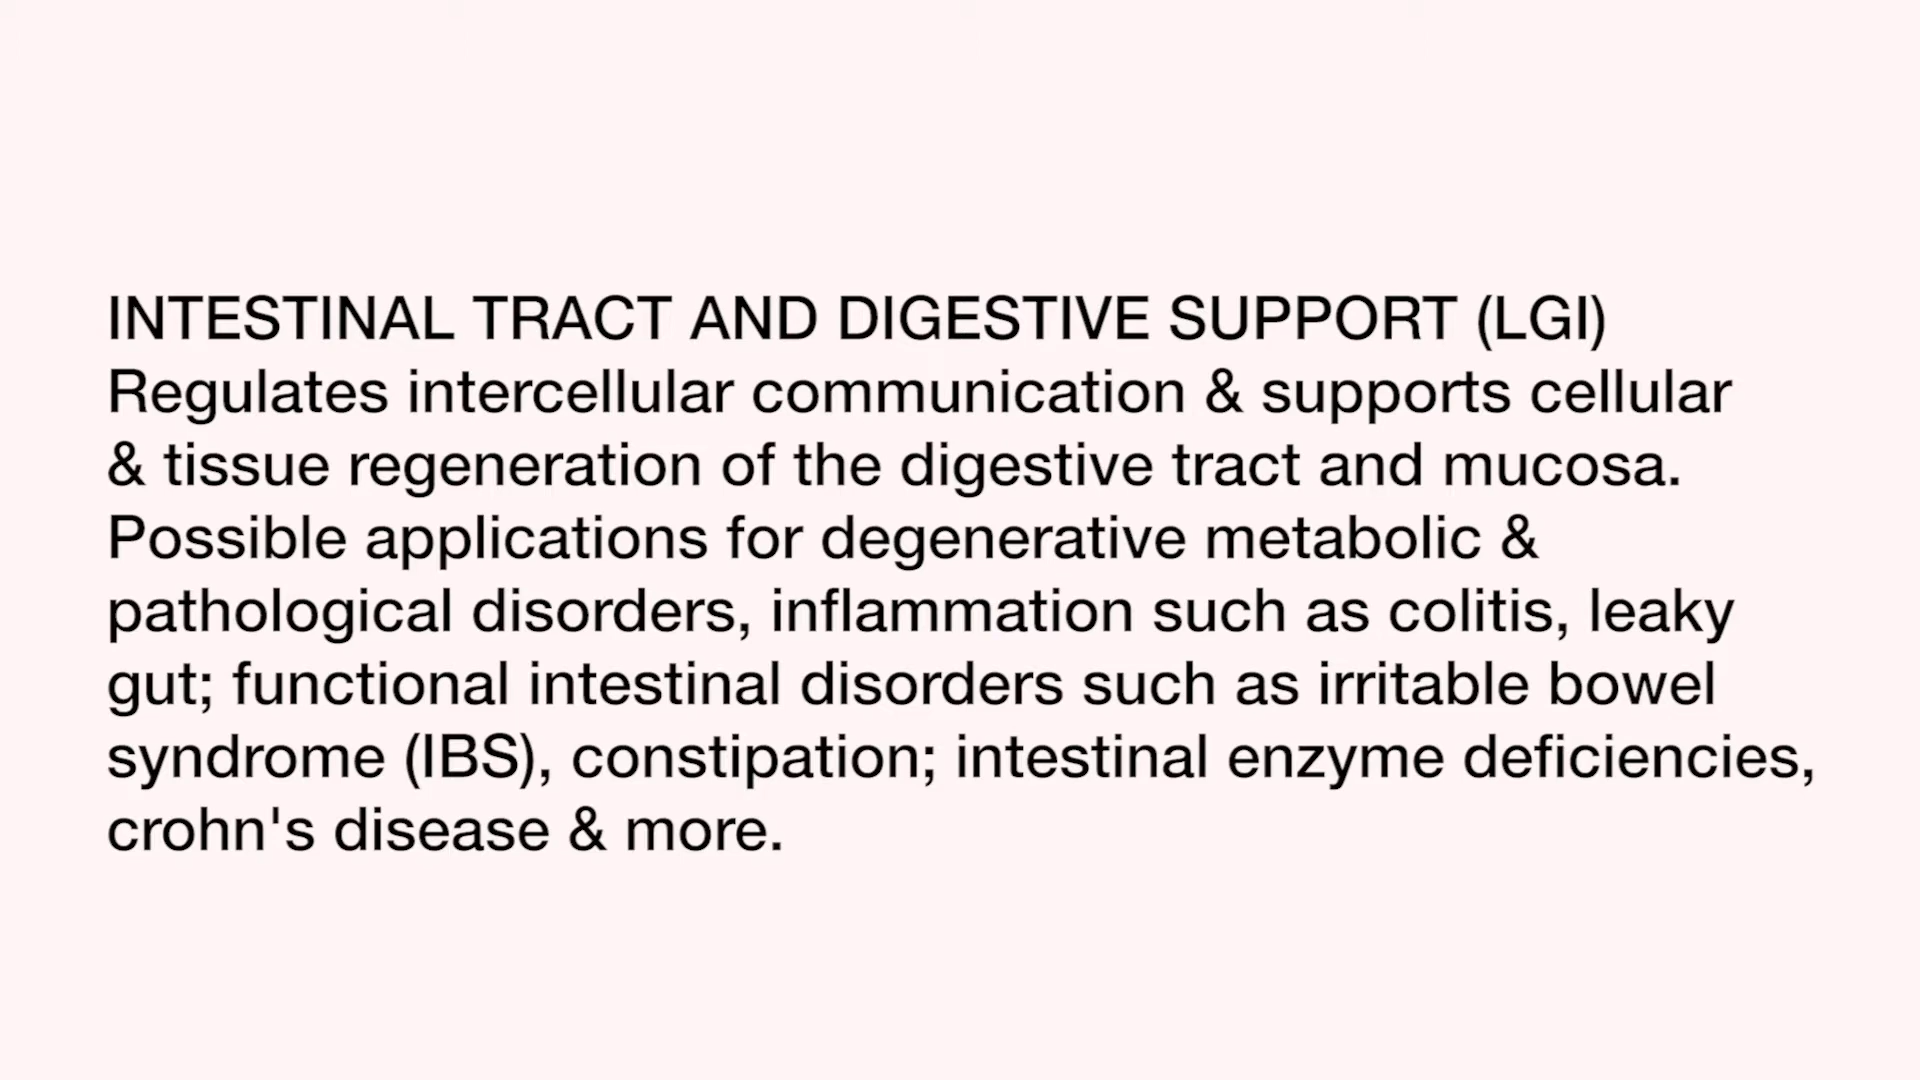 INTESTINAL TRACT AND DIGESTIVE SUPPORT (LGI)
Regulates intercellular communication & supports cellular
& tissue regeneration of the digestive tract and mucosa.
Possible applications for degenerative metabolic &
pathological disorders, inflammation such as colitis, leaky
gut; functional intestinal disorders such as irritable bowel
syndrome (IBS), constipation; intestinal enzyme deficiencies,
crohn's disease & more.